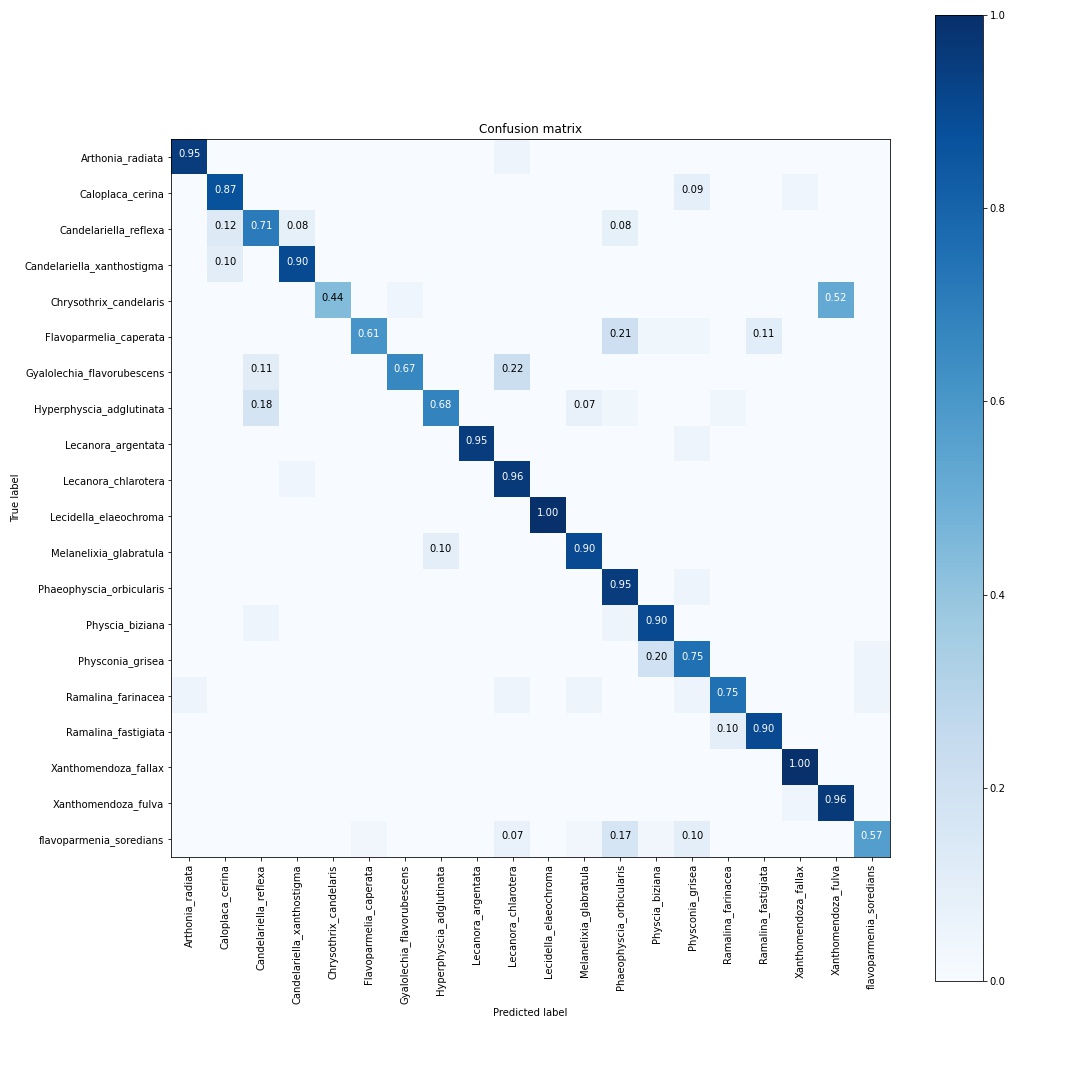 Confusion matrix
1.0
0.8
0.6
0.4
0.2
0.0
True label
Arthonia_radiata 0.95
Caloplaca_cerina 0.87 0.09
Candelariella_reflexa 0.12 0.71 0.08 0.08
Candelariella_xanthostigma 0.10 0.90
Chrysothrix_candelaris 0.44 0.52
Flavoparmelia_caperata 0.61 0.21 0.11
Gyalolechia_flavorubescens 0.11 0.67 0.22
Hyperphyscia_adglutinata 0.18 0.68 0.07
Lecanora_argentata 0.95
Lecanora_chlarotera 0.96
Lecidella_elaeochroma 1.00
Melanelixia_glabratula 0.10 0.90
Phaeophyscia_orbicularis 0.95
Physcia_biziana 0.90
Physconia_grisea 0.20 0.75
Ramalina_farinacea 0.75
Ramalina_fastigiata 0.10 0.90
Xanthomendoza_fallax 1.00
Xanthomendoza_fulva 0.96
flavoparmenia_soredians 0.07 0.17 0.10 0.57
Arthonia_radiata
Caloplaca_cerina
Candelariella_reflexa
Candelariella_xanthostigma
Chrysothrix_candelaris
Flavoparmelia_caperata
Gyalolechia_flavorubescens
Hyperphyscia_adglutinata
Lecanora_argentata
Lecanora_chlarotera
Lecidella_elaeochroma
Melanelixia_glabratula
Phaeophyscia_orbicularis
Physcia_biziana
Physconia_grisea
Ramalina_farinacea
Ramalina_fastigiata
Xanthomendoza_fallax
Xanthomendoza_fulva
flavoparmenia_soredians
Predicted label